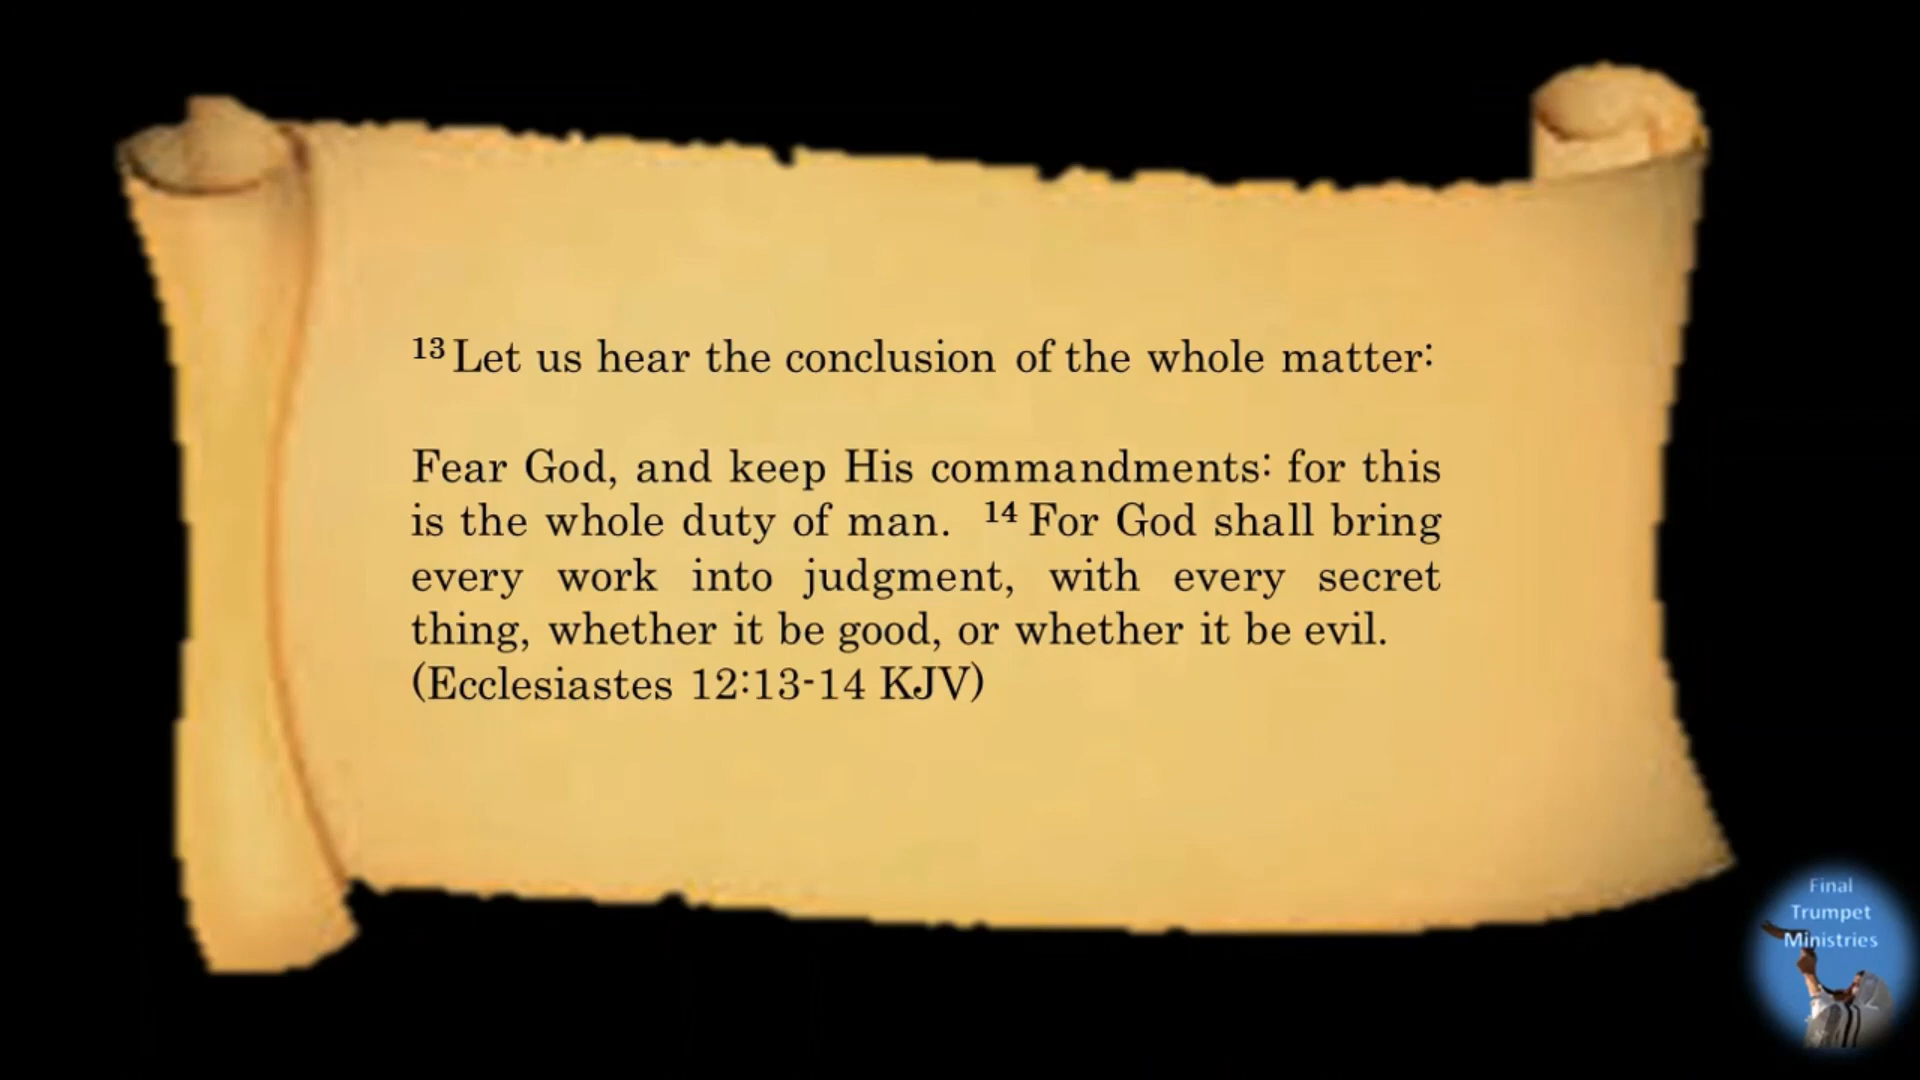 ¹³ Let us hear the conclusion of the whole matter:
Fear God, and keep His commandments: for this
is the whole duty of man. ¹⁴ For God shall bring
every work into judgment, with every secret
thing, whether it be good, or whether it be evil.
(Ecclesiastes 12:13-14 KJV)
Final
Trumpet
Ministries